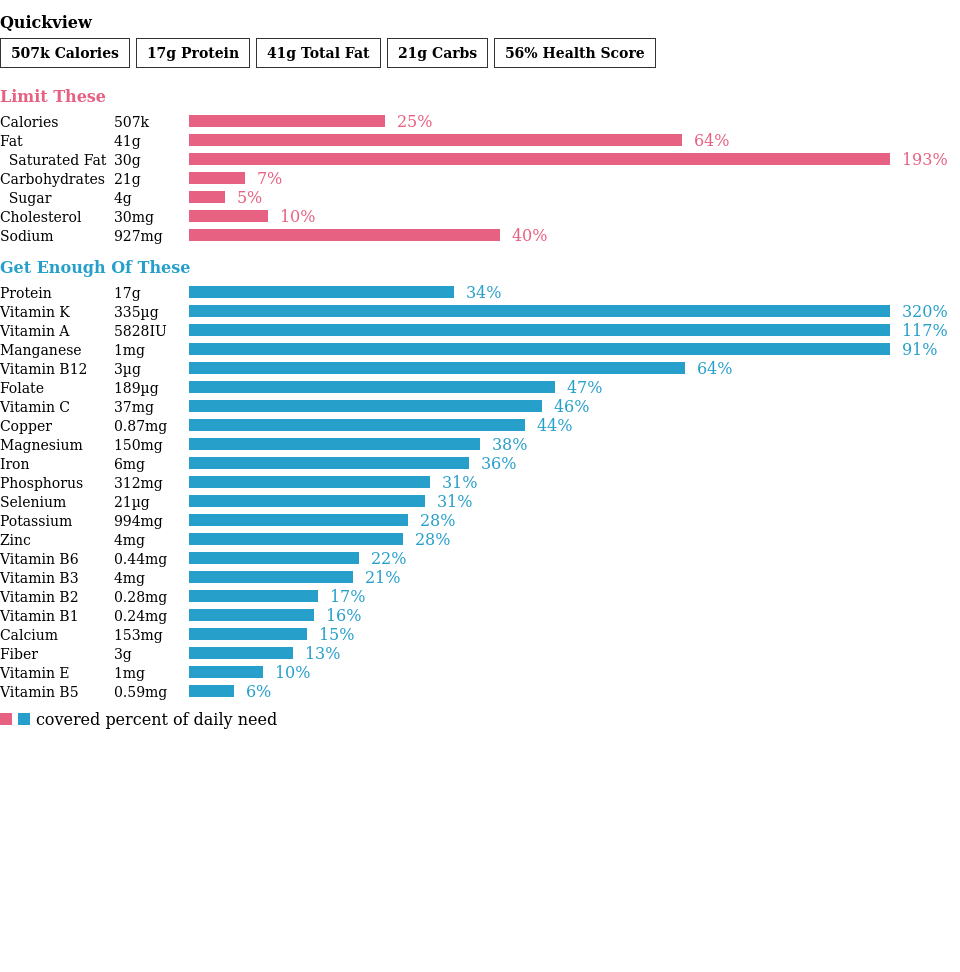 Quickview
507k Calories 17g Protein 41g Total Fat 21g Carbs 56% Health Score
Limit These
Calories 507k 25%
Fat 41g 64%
Saturated Fat 30g 193%
Carbohydrates 21g 7%
Sugar 4g 5%
Cholesterol 30mg 10%
Sodium 927mg 40%
Get Enough Of These
Protein 17g 34%
Vitamin K 335µg 320%
Vitamin A 5828IU 117%
Manganese 1mg 91%
Vitamin B12 3µg 64%
Folate 189µg 47%
Vitamin C 37mg 46%
Copper 0.87mg 44%
Magnesium 150mg 38%
Iron 6mg 36%
Phosphorus 312mg 31%
Selenium 21µg 31%
Potassium 994mg 28%
Zinc 4mg 28%
Vitamin B6 0.44mg 22%
Vitamin B3 4mg 21%
Vitamin B2 0.28mg 17%
Vitamin B1 0.24mg 16%
Calcium 153mg 15%
Fiber 3g 13%
Vitamin E 1mg 10%
Vitamin B5 0.59mg 6%
covered percent of daily need